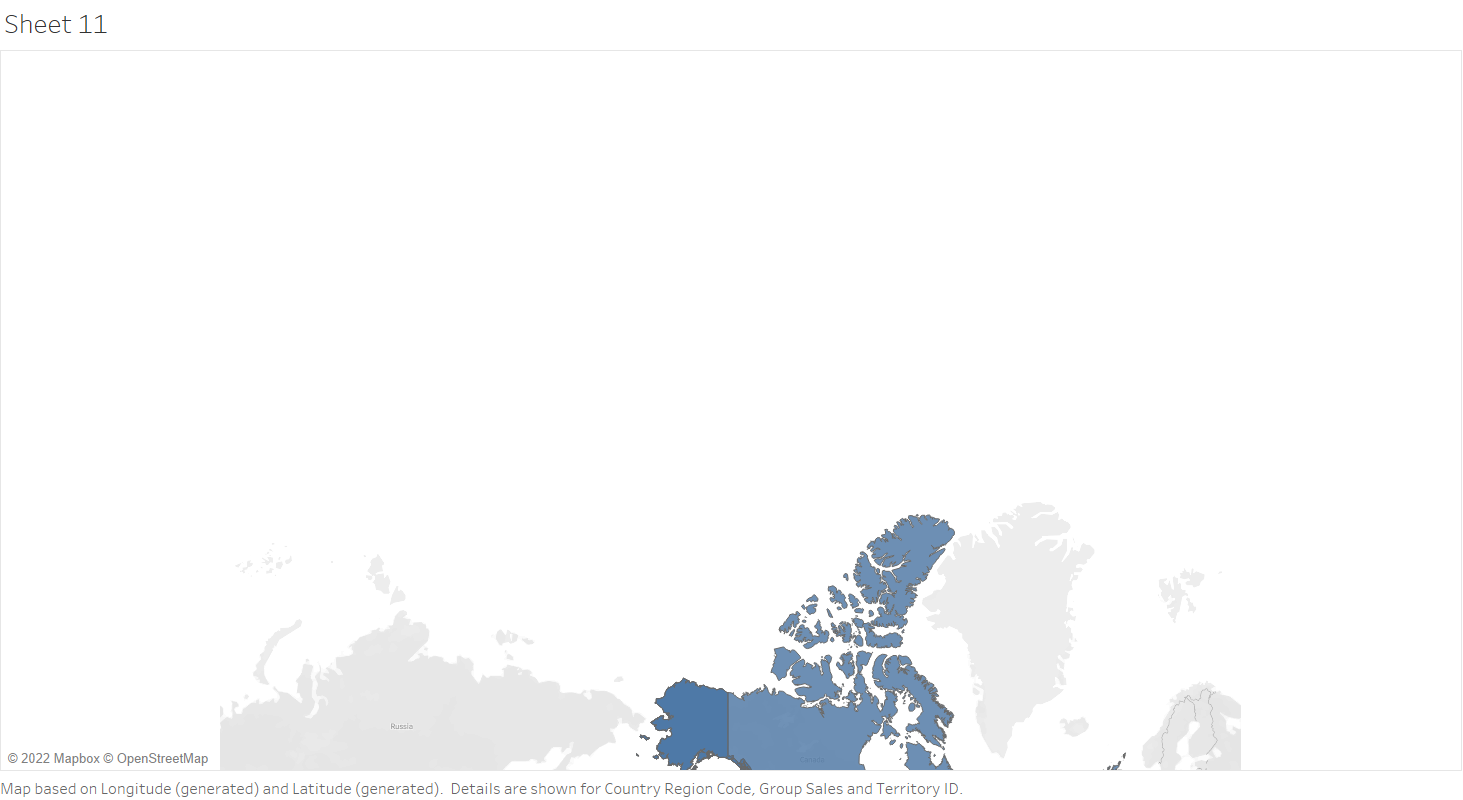 Sheet 11
Russia
Canada
© 2022 Mapbox © OpenStreetMap
Map based on Longitude (generated) and Latitude (generated).  Details are shown for Country Region Code, Group Sales and Territory ID.